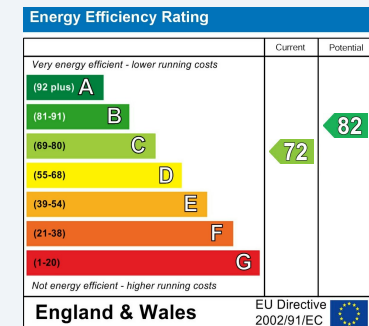 Energy Efficiency Rating
Current Potential
Very energy efficient - lower running costs
(92 plus) A
(81-91) B
82
(69-80) C
72
(55-68) D
(39-54) E
(21-38) F
(1-20) G
Not energy efficient - higher running costs
England & Wales
EU Directive
2002/91/EC